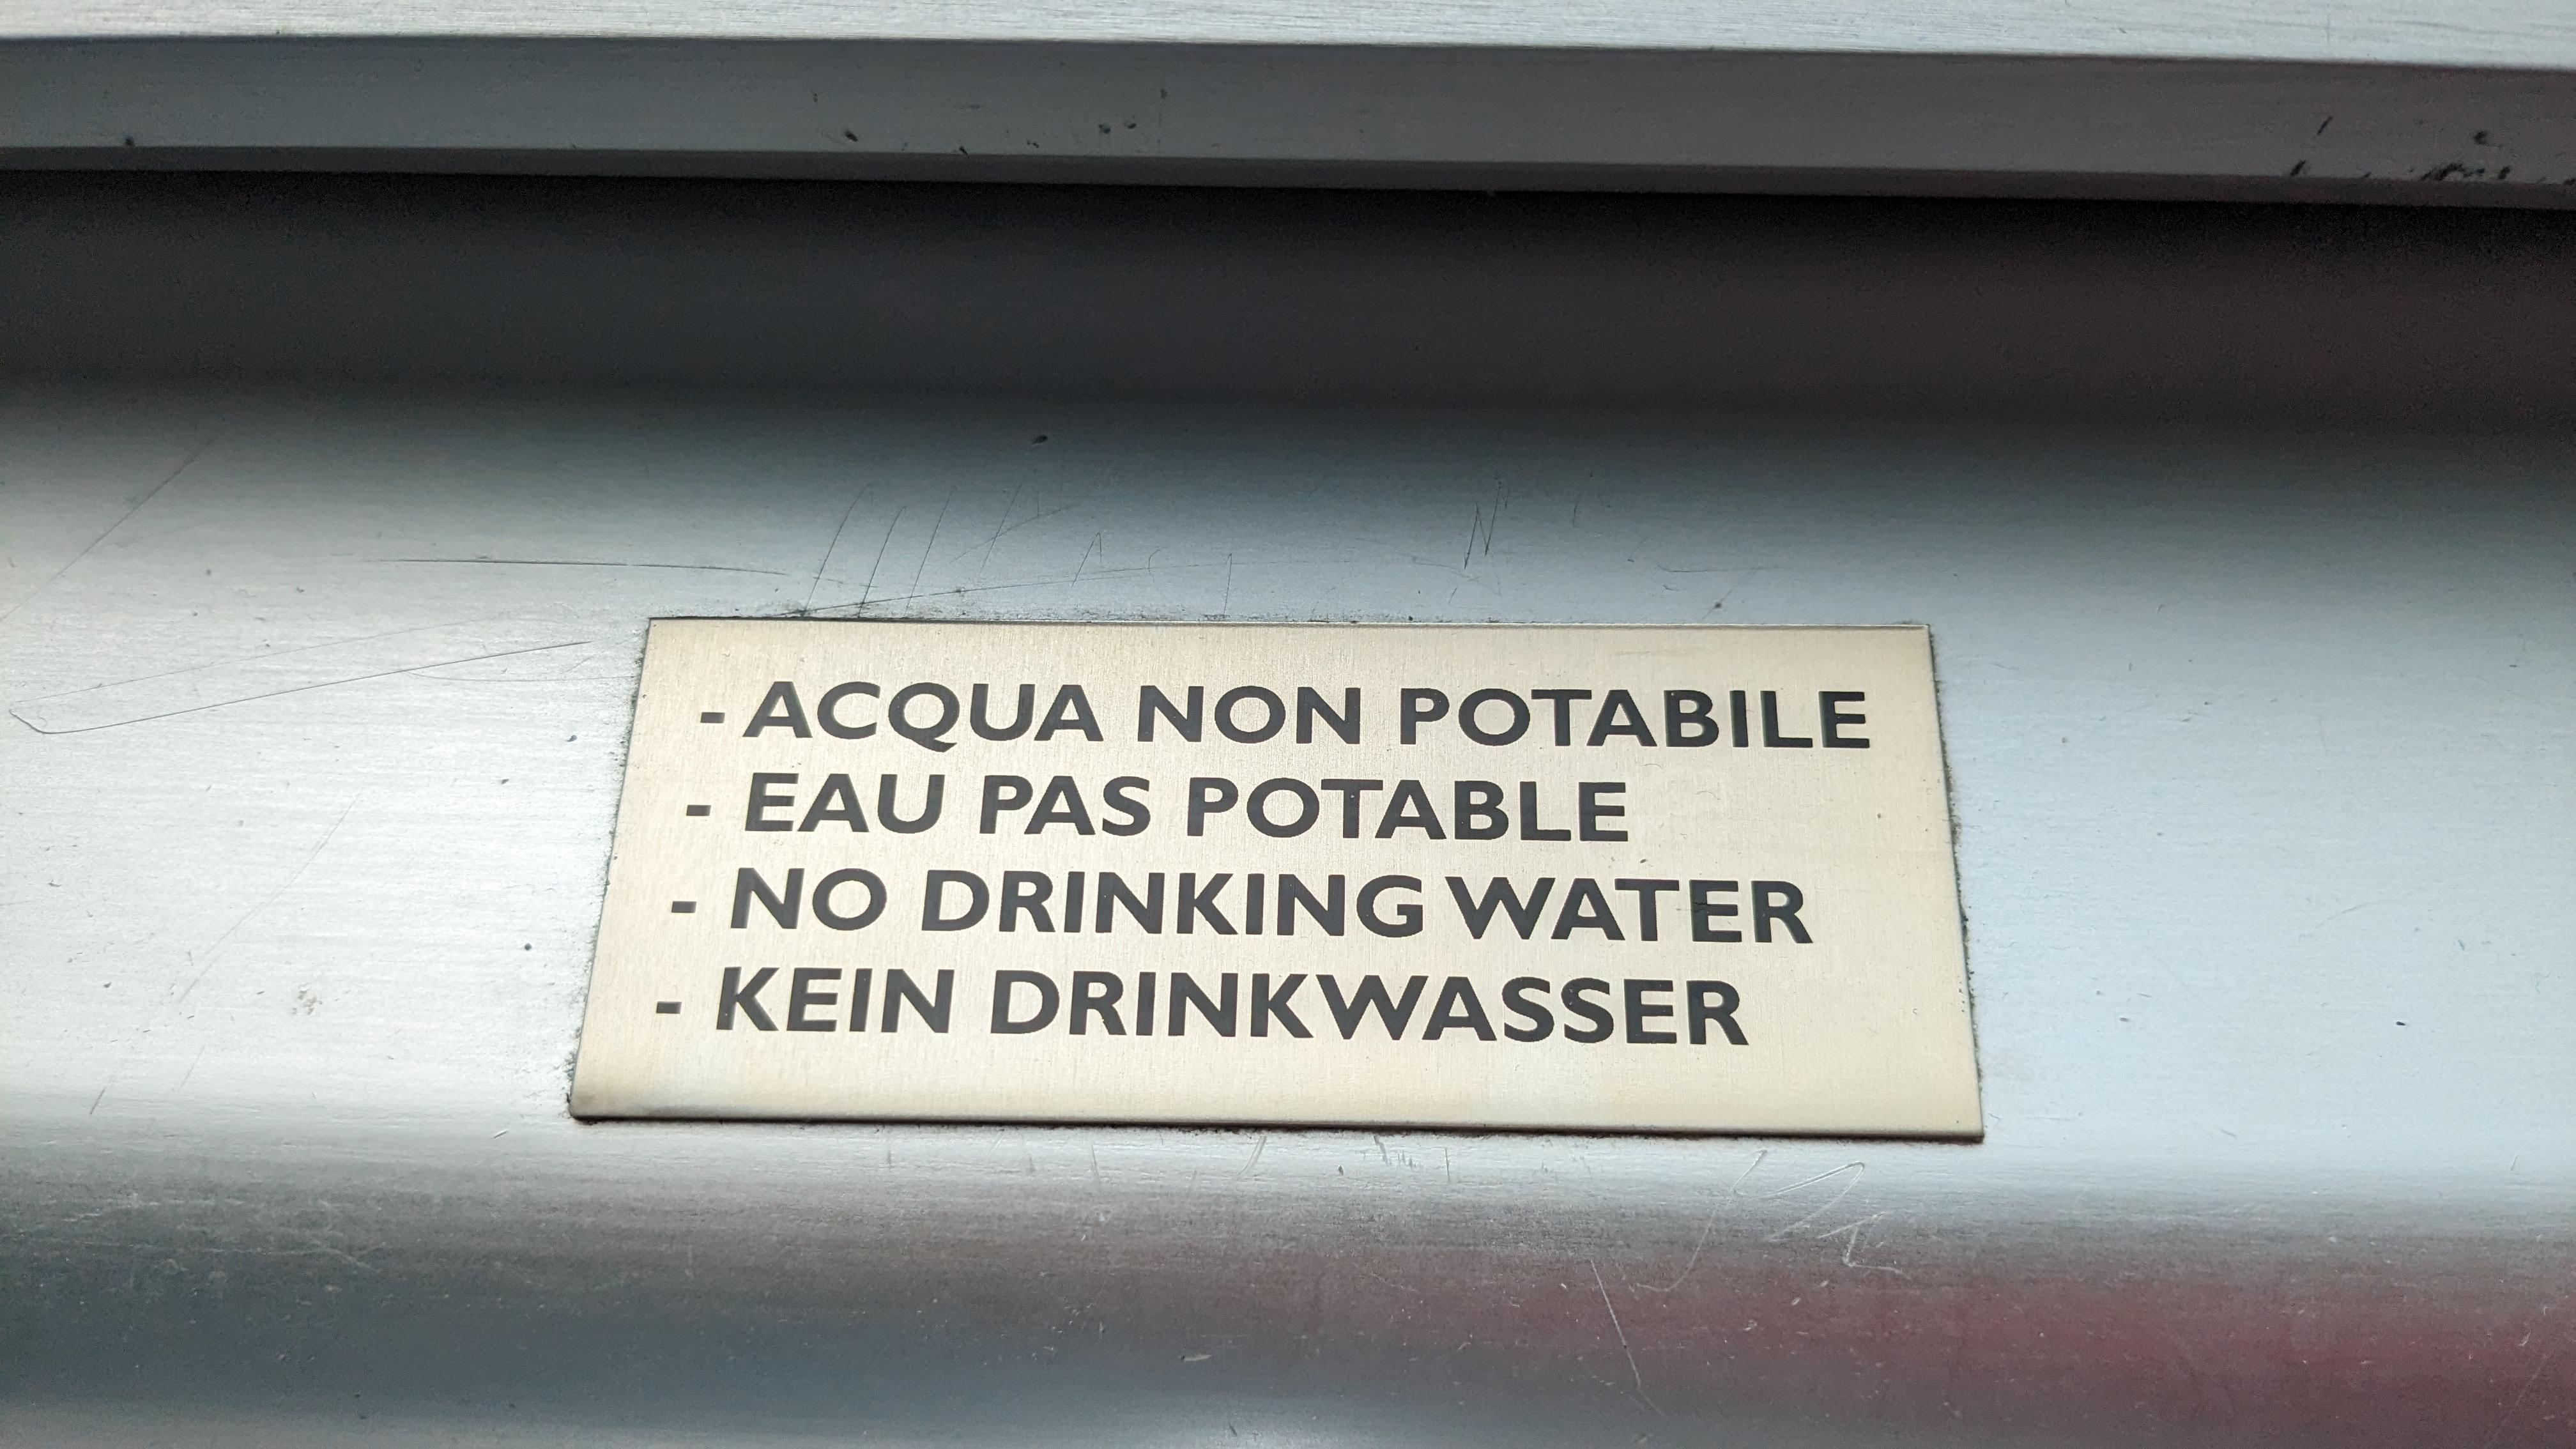 - ACQUA NON POTABILE
- EAU PAS POTABLE
- NO DRINKING WATER
- KEIN DRINKWASSER